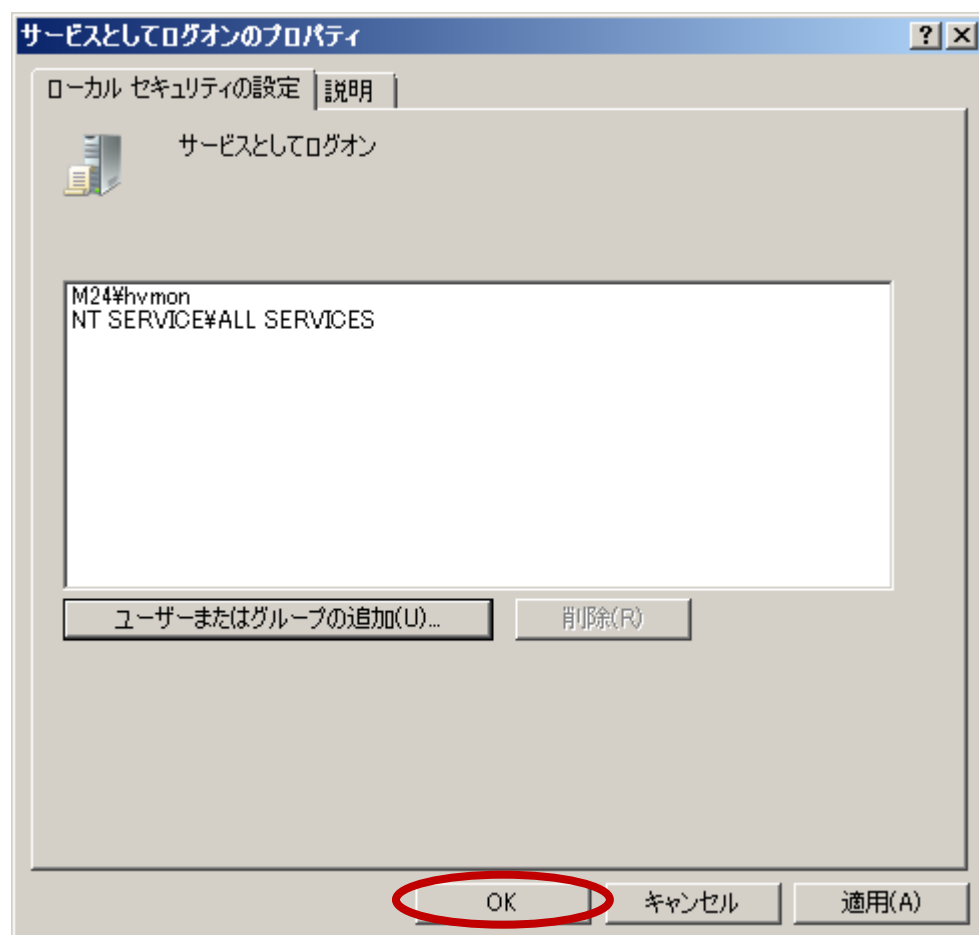 サービスとしてログオンのプロパティ
ローカル セキュリティの設定 説明
サービスとしてログオン
M24¥hvmon
NT SERVICE¥ALL SERVICES
ユーザーまたはグループの追加(U)... 削除(R)
OK キャンセル 適用(A)